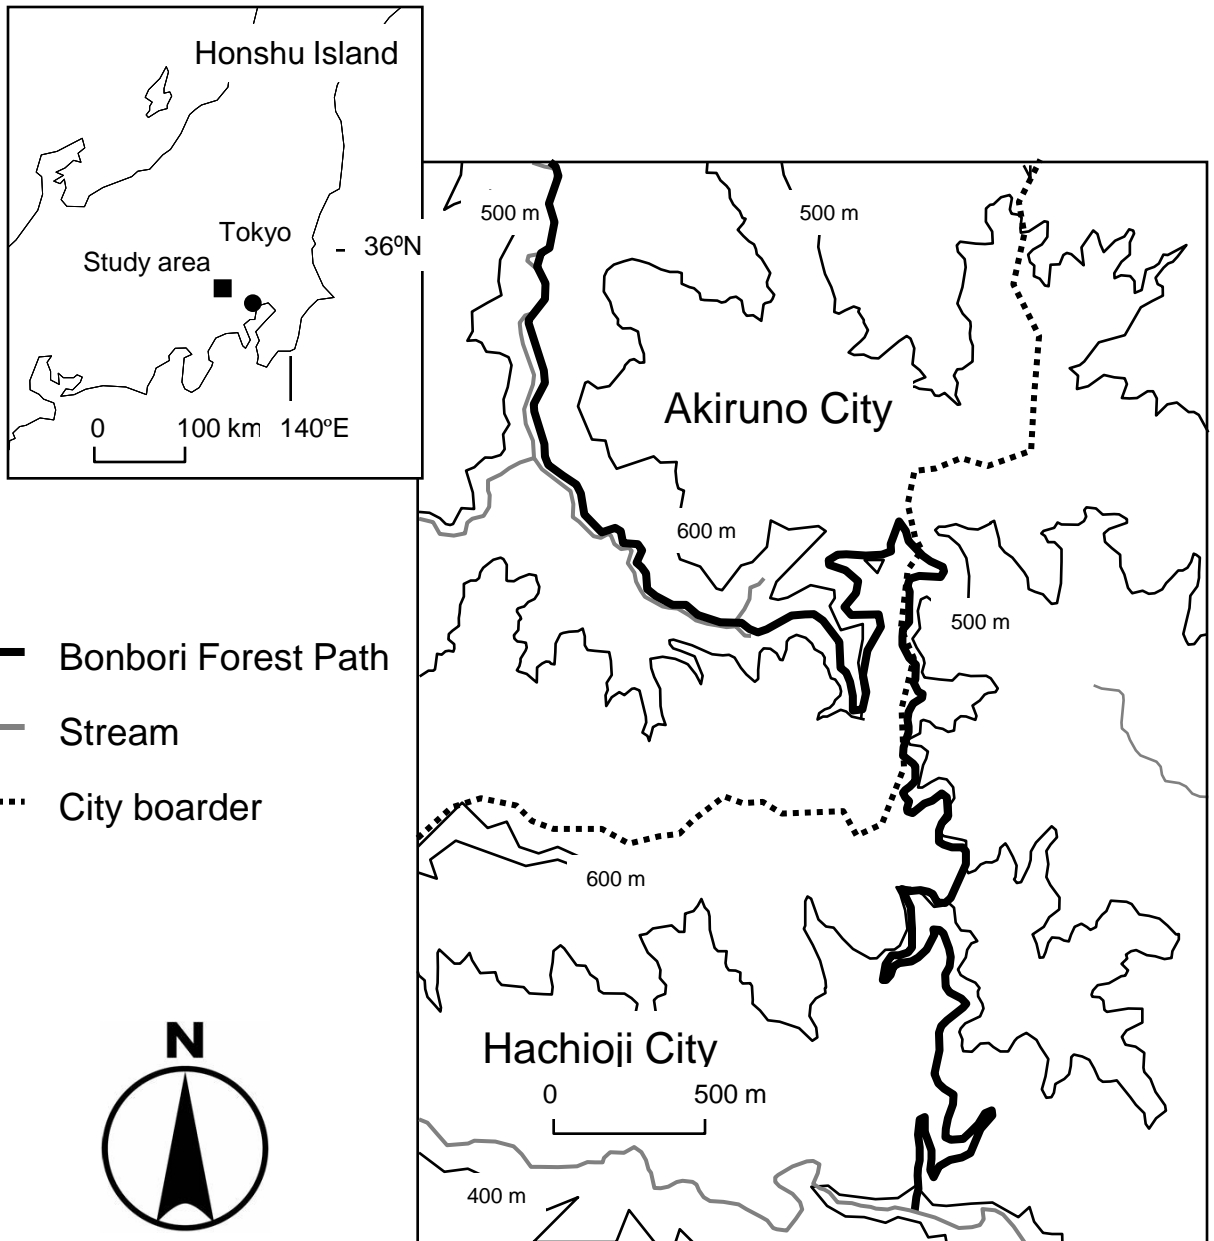 Honshu Island
Tokyo
36ºN
Study area
0 100 km 140ºE
500 m
500 m
Akiruno City
600 m
500 m
Bonbori Forest Path
Stream
City boarder
600 m
N
Hachioji City
0 500 m
400 m